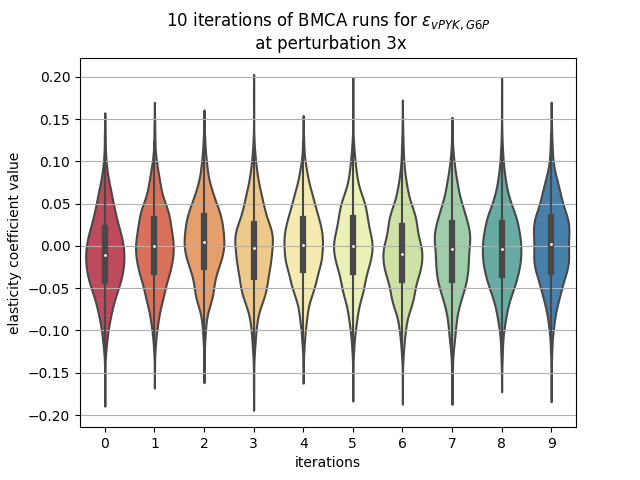 10 iterations of BMCA runs for εvPYK, G6P
at perturbation 3x
0.20
0.15
0.10
0.05
0.00
−0.05
−0.10
−0.15
−0.20
elasticity coefficient value
0 1 2 3 4 5 6 7 8 9
iterations